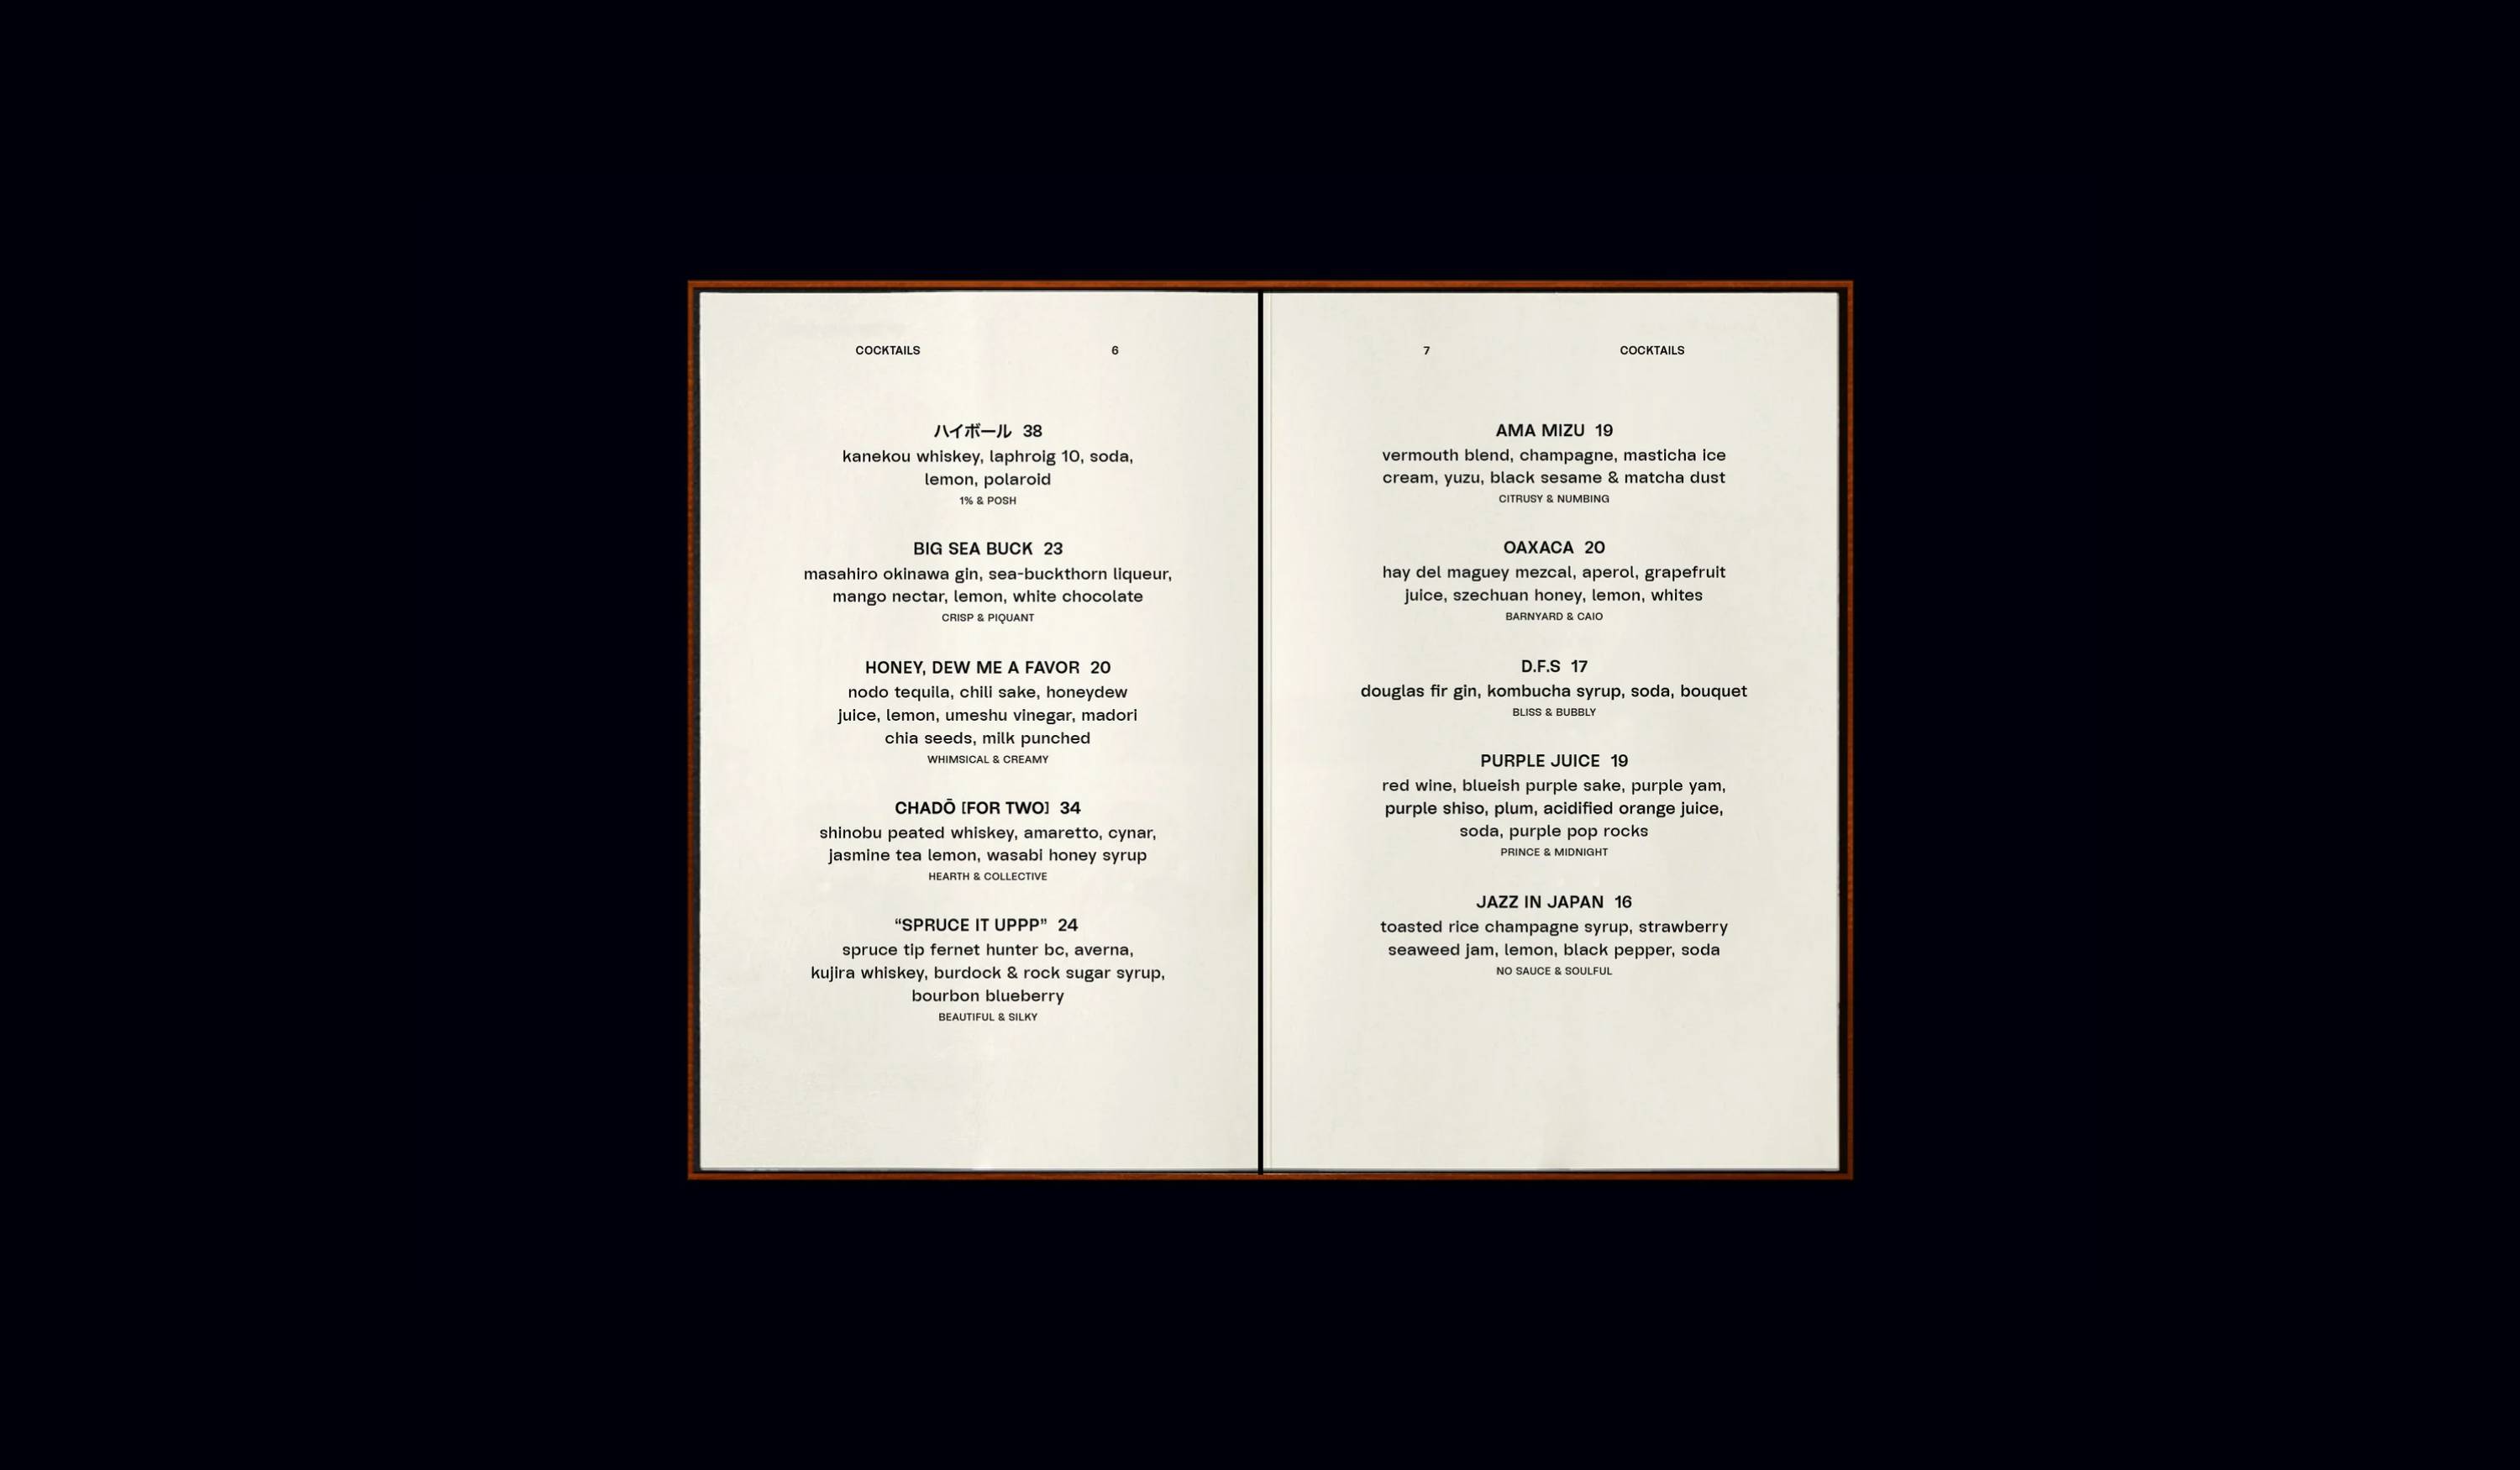 COCKTAILS 6
ハイボール 38
kanekou whiskey, laphroig 10, soda,
lemon, polaroid
1% & POSH
BIG SEA BUCK 23
masahiro okinawa gin, sea-buckthorn liqueur,
mango nectar, lemon, white chocolate
CRISP & PIQUANT
HONEY, DEW ME A FAVOR 20
nodo tequila, chili sake, honeydew
juice, lemon, umeshu vinegar, madori
chia seeds, milk punched
WHIMSICAL & CREAMY
CHADŌ [FOR TWO] 34
shinobu peated whiskey, amaretto, cynar,
jasmine tea lemon, wasabi honey syrup
HEARTH & COLLECTIVE
“SPRUCE IT UPPP” 24
spruce tip fernet hunter bc, averna,
kujira whiskey, burdock & rock sugar syrup,
bourbon blueberry
BEAUTIFUL & SILKY
7 COCKTAILS
AMA MIZU 19
vermouth blend, champagne, masticha ice
cream, yuzu, black sesame & matcha dust
CITRUSY & NUMBING
OAXACA 20
hay del maguey mezcal, aperol, grapefruit
juice, szechuan honey, lemon, whites
BARNYARD & CAIO
D.F.S 17
douglas fir gin, kombucha syrup, soda, bouquet
BLISS & BUBBLY
PURPLE JUICE 19
red wine, blueish purple sake, purple yam,
purple shiso, plum, acidified orange juice,
soda, purple pop rocks
PRINCE & MIDNIGHT
JAZZ IN JAPAN 16
toasted rice champagne syrup, strawberry
seaweed jam, lemon, black pepper, soda
NO SAUCE & SOULFUL